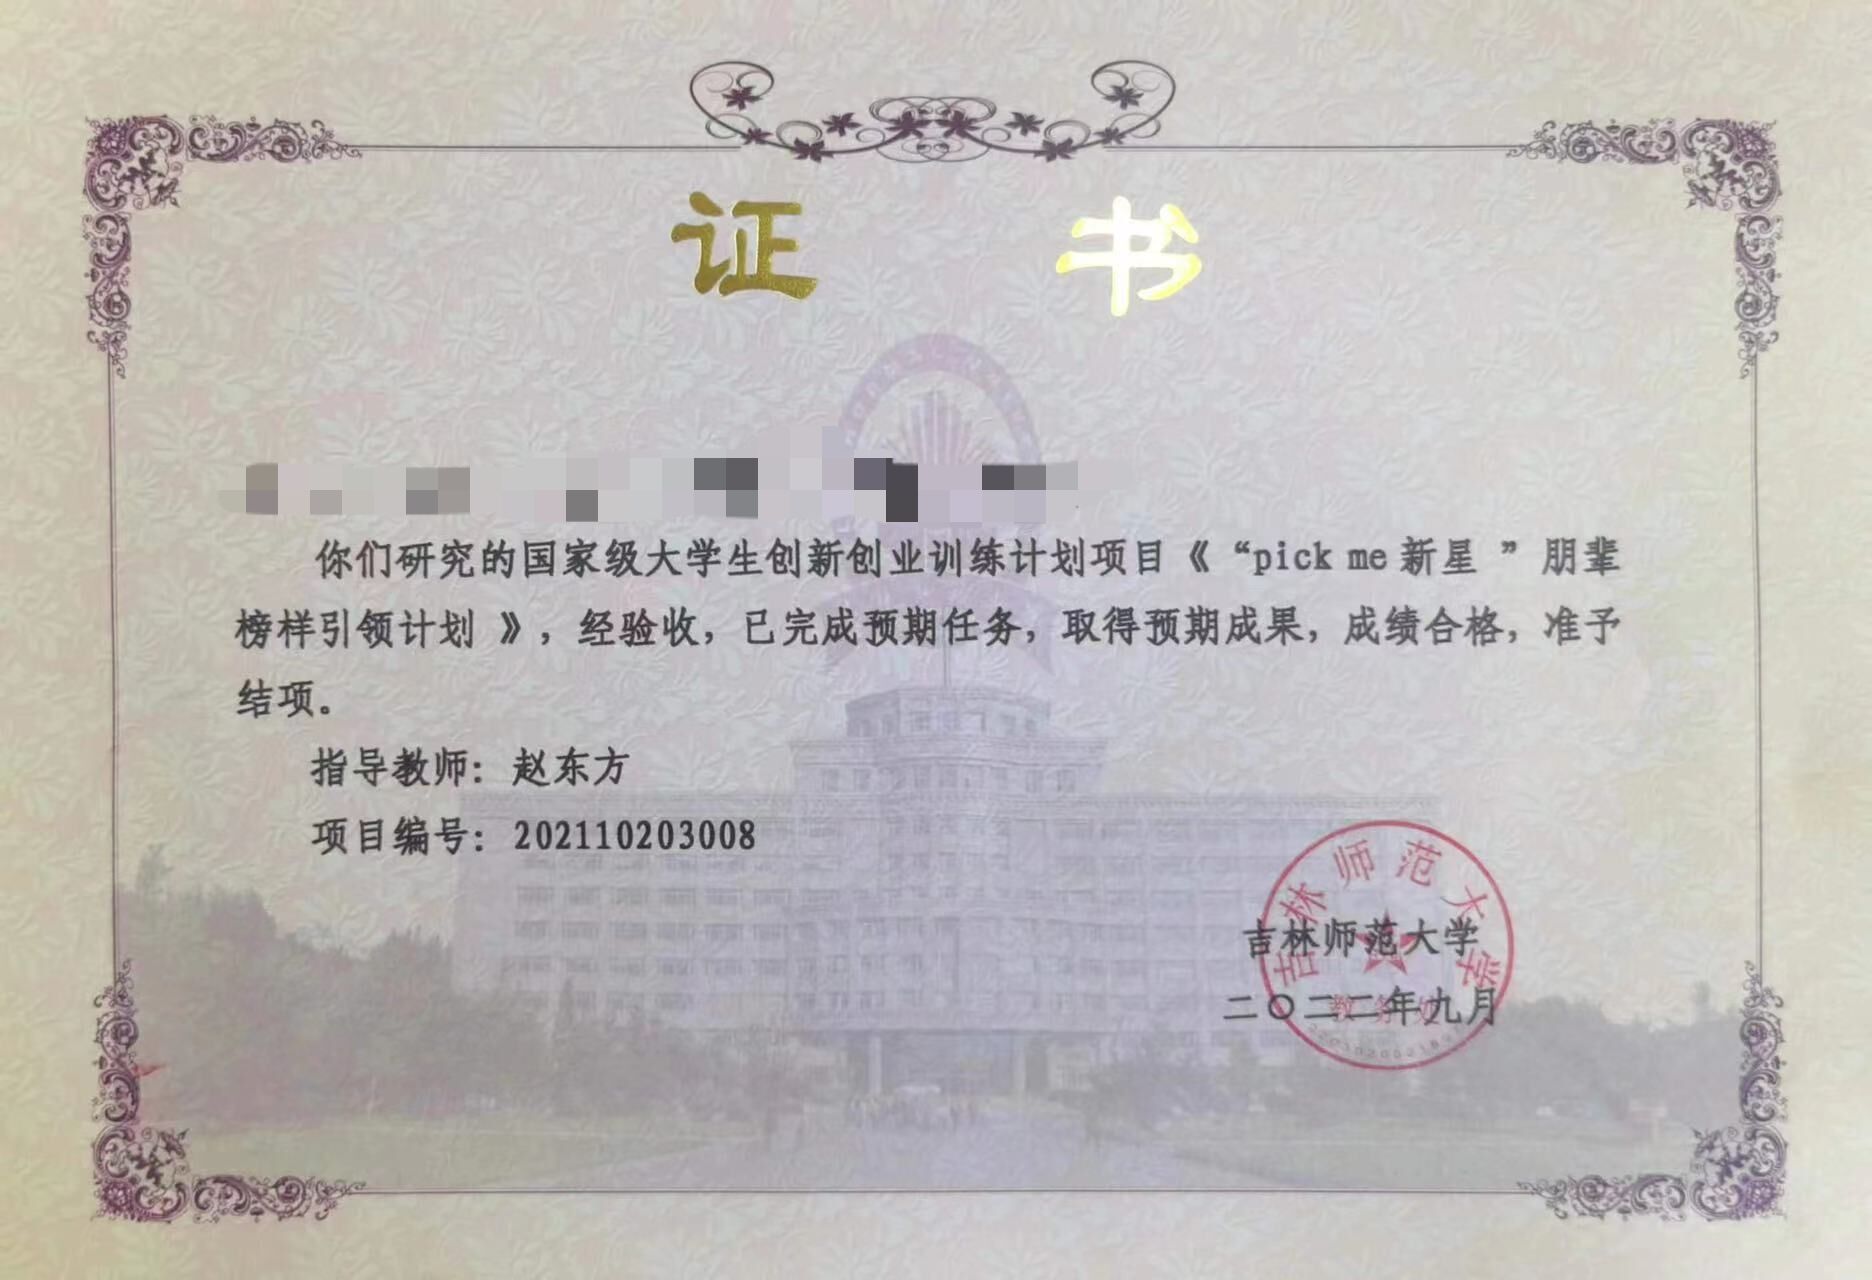 证 书
你们研究的国家级大学生创新创业训练计划项目《“pick me 新星 ”朋辈
榜样引领计划 》，经验收，已完成预期任务，取得预期成果，成绩合格，准予
结项。
指导教师：赵东方
项目编号：202110203008
吉林师范大学
吉林师范大学
二〇二二年九月
教务处